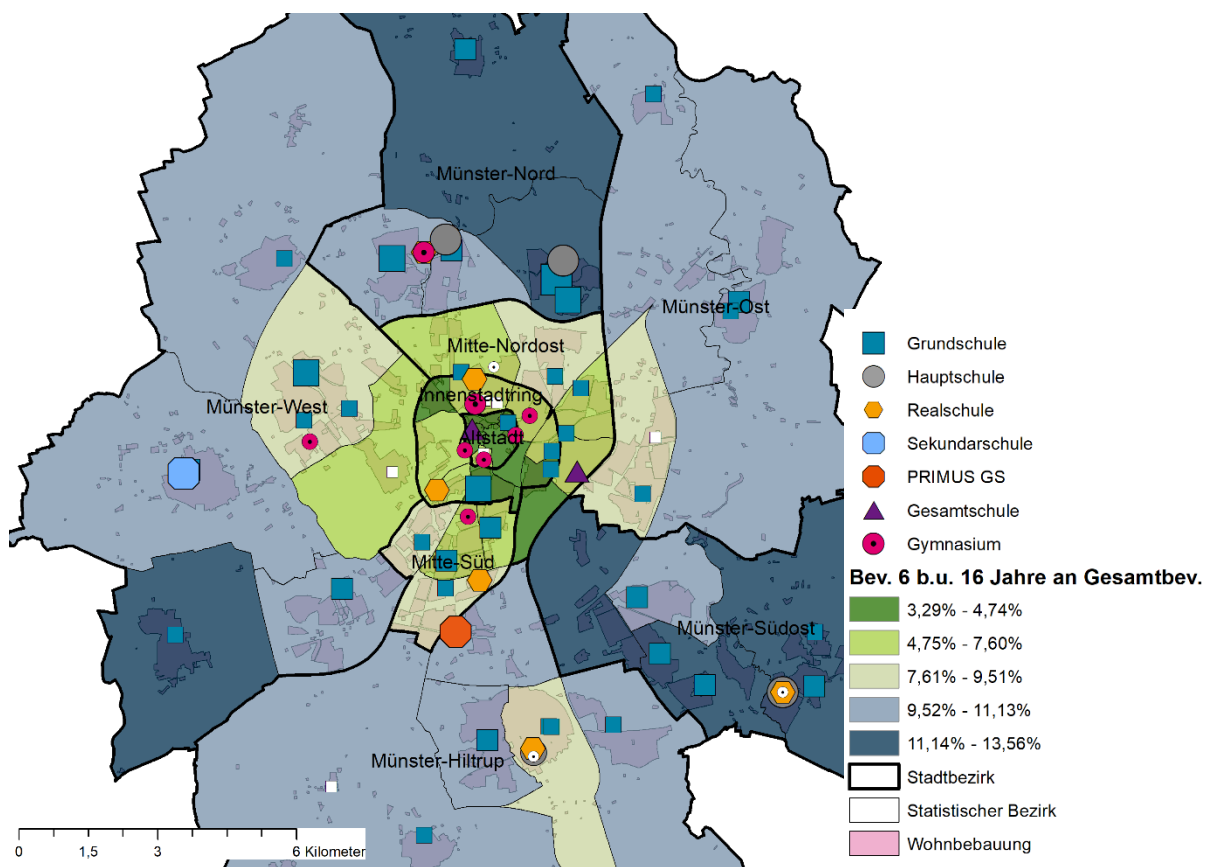 Münster-Nord
Münster-Ost
Mitte-Nordost
Innenstadtring
Münster-West
Altstadt
Mitte-Süd
Münster-Südost
Münster-Hiltrup
Grundschule
Hauptschule
Realschule
Sekundarschule
PRIMUS GS
Gesamtschule
Gymnasium
Bev. 6 b.u. 16 Jahre an Gesamtbev.
3,29% - 4,74%
4,75% - 7,60%
7,61% - 9,51%
9,52% - 11,13%
11,14% - 13,56%
Stadtbezirk
Statistischer Bezirk
Wohnbebauung
0 1,5 3 6 Kilometer